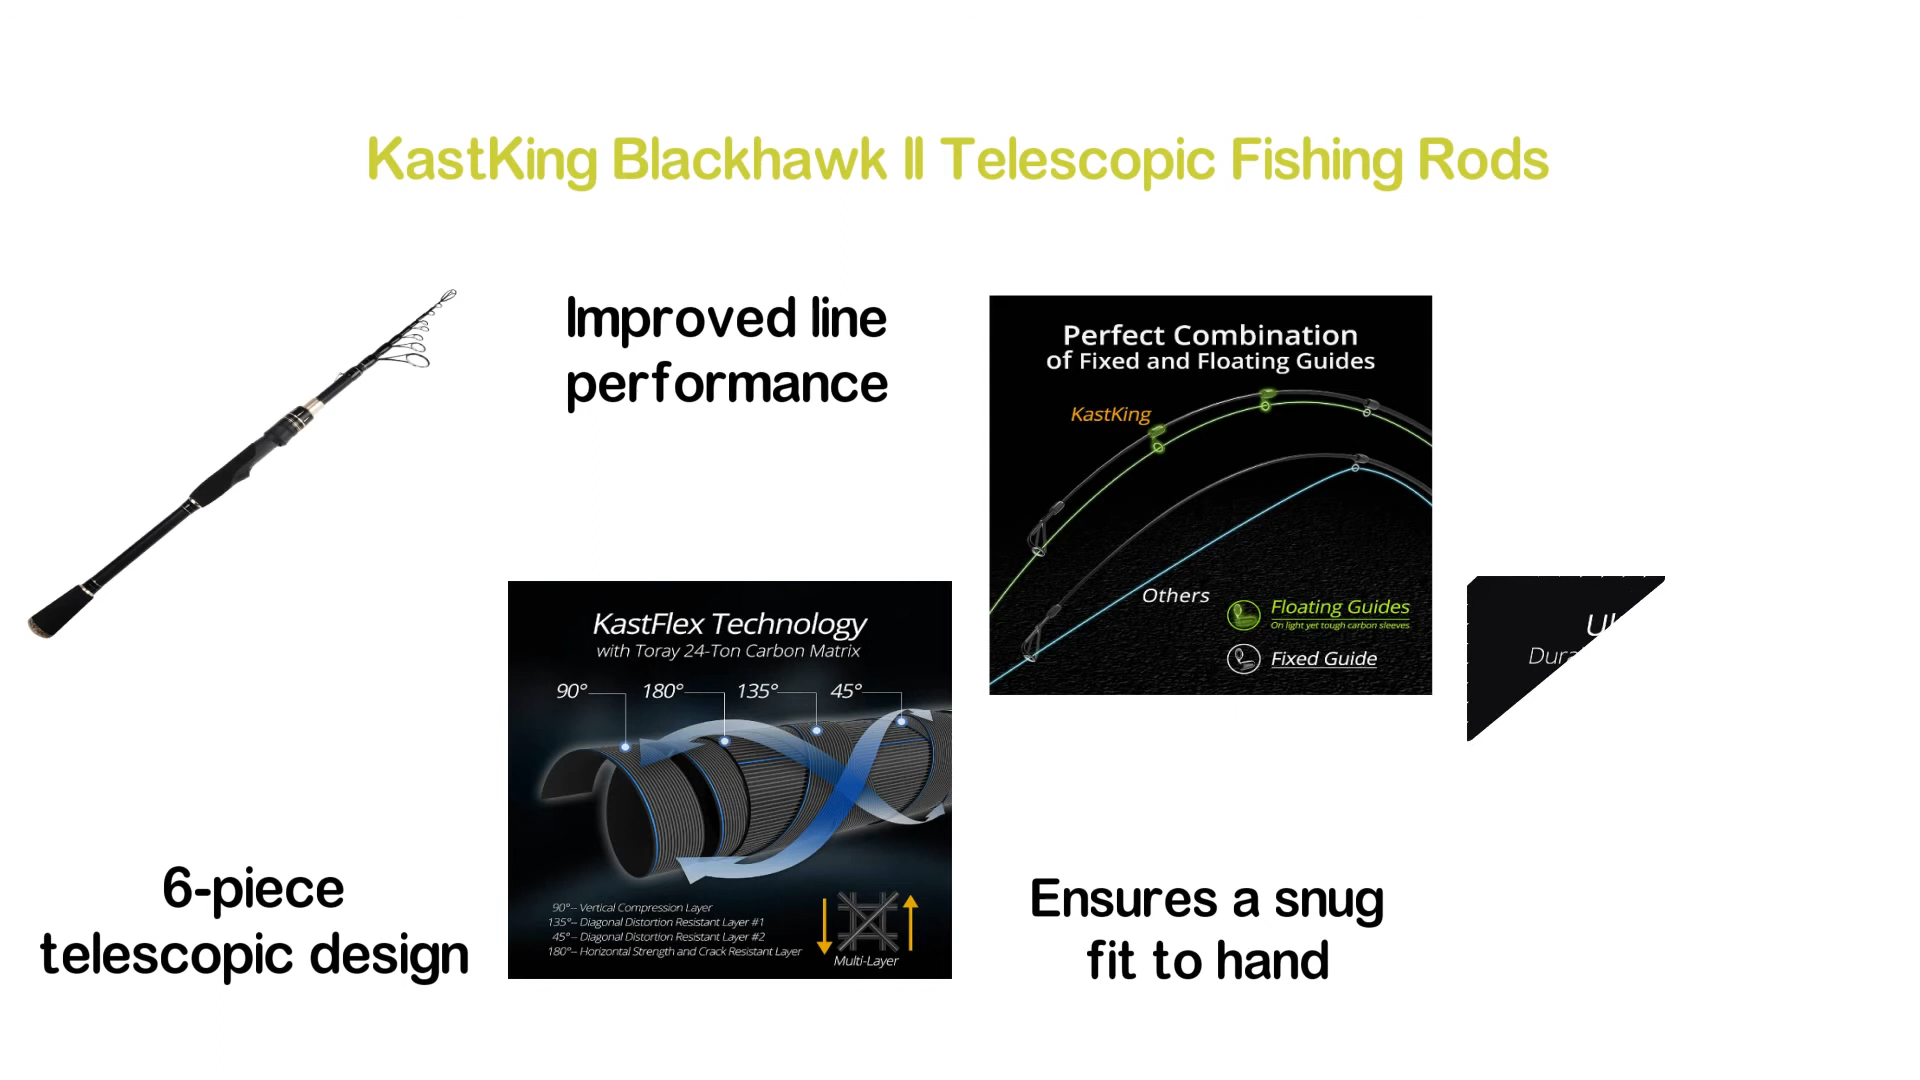 KastKing Blackhawk II Telescopic Fishing Rods
Improved line
performance
6-piece
telescopic design
KastFlex Technology
with Toray 24-Ton Carbon Matrix
90° 180° 135° 45°
90°-- Vertical Compression Layer
135°-- Diagonal Distortion Resistant Layer #1
45°-- Diagonal Distortion Resistant Layer #2
180°-- Horizontal Strength and Crack Resistant Layer
Multi-Layer
Perfect Combination
of Fixed and Floating Guides
KastKing
Others
Floating Guides
On light yet tough carbon sleeves
Fixed Guide
Ensures a snug
fit to hand